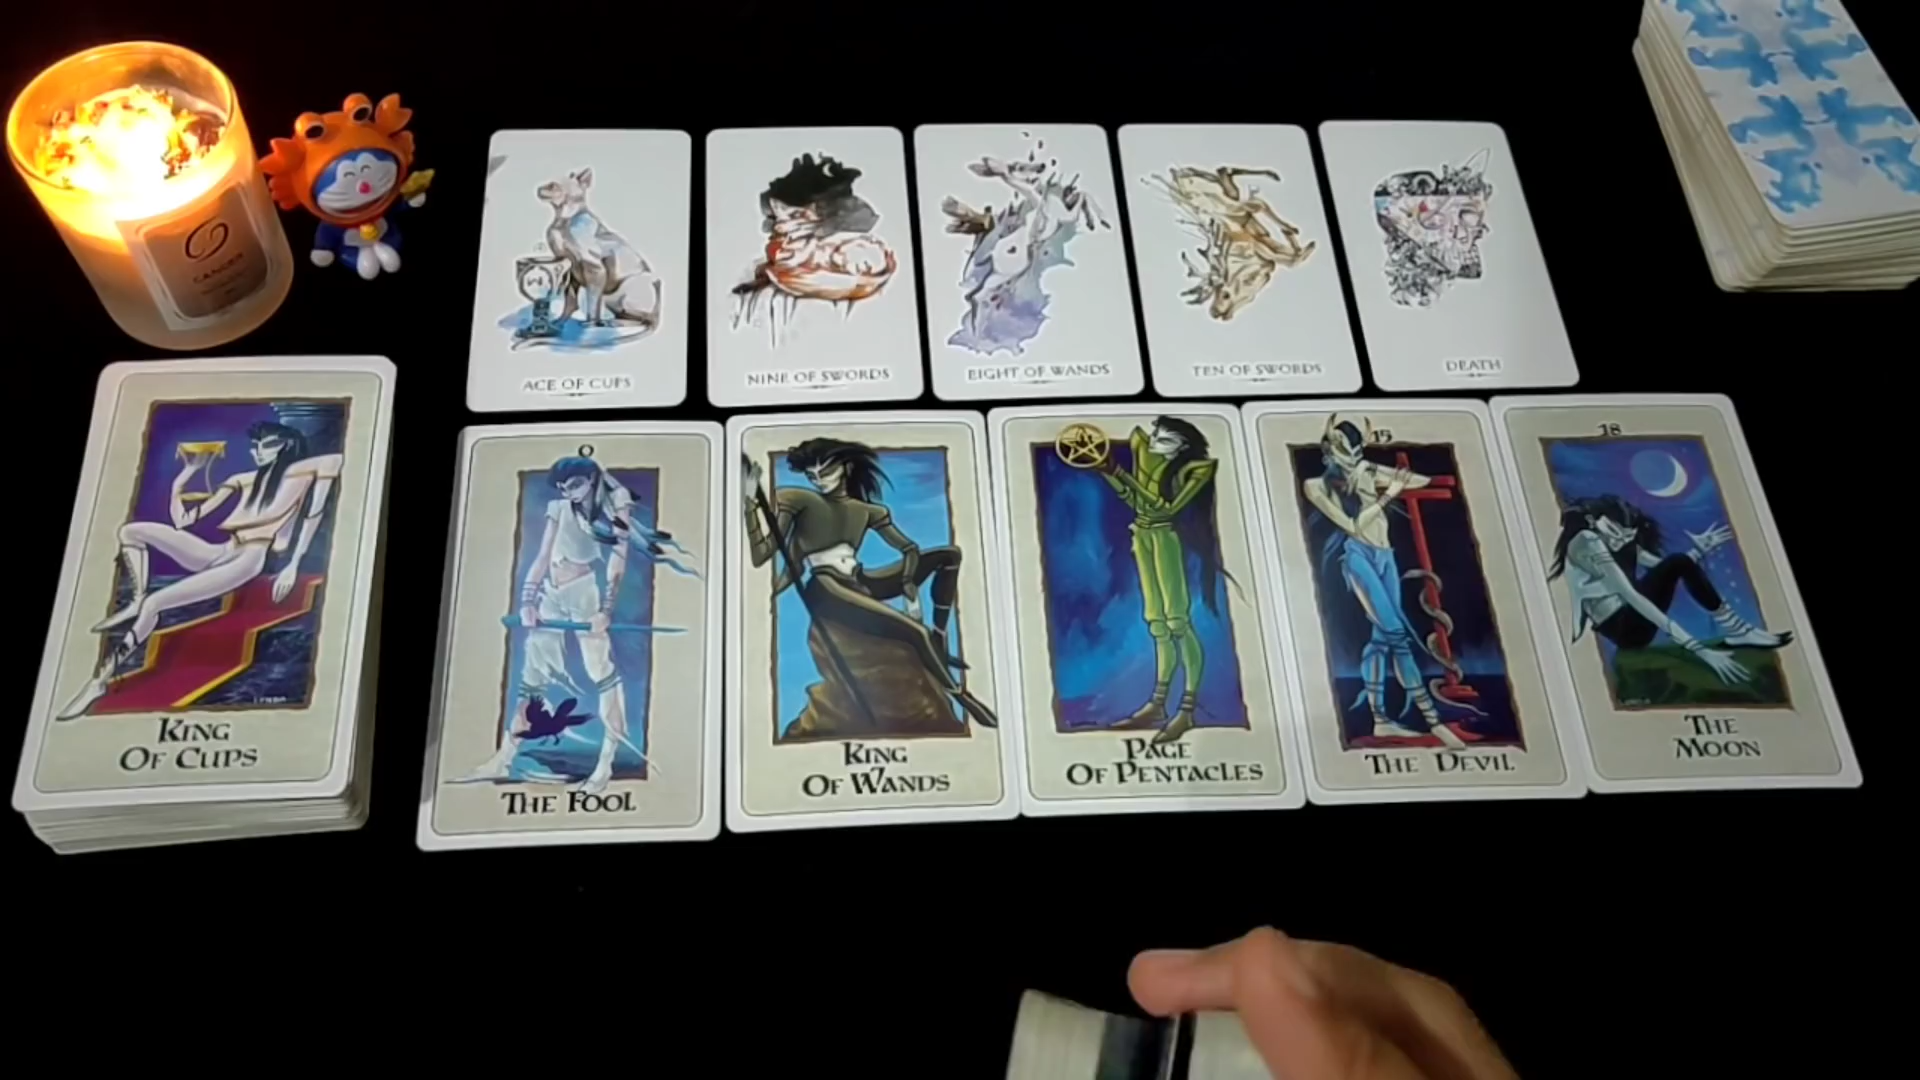 CANCER
ACE OF CUPS
NINE OF SWORDS
EIGHT OF WANDS
TEN OF SWORDS
DEATH
KING
OF CUPS
0
THE FOOL
KING
OF WANDS
PAGE
OF PENTACLES
15
THE DEVIL
18
THE
MOON